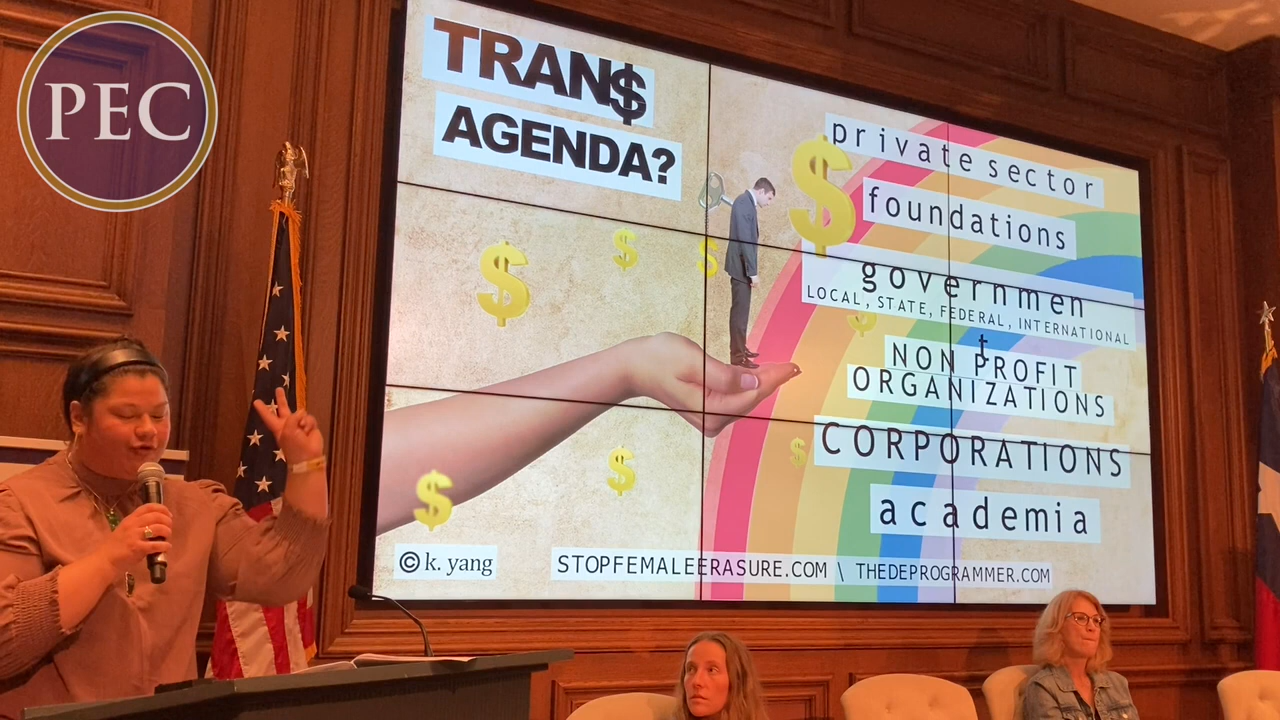 PEC
TRAN$
AGENDA?
private sector
foundations
governmen
LOCAL, STATE, FEDERAL, INTERNATIONAL
t
NON PROFIT
ORGANIZATIONS
CORPORATIONS
academia
© k. yang
STOPFEMALEERASURE.COM \ THEDEPROGRAMMER.COM